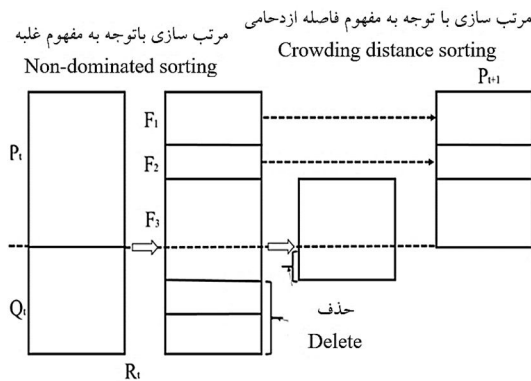 مرتب سازی با توجه به مفهوم فاصله ازدحامی
مرتب سازی باتوجه به مفهوم غلبه
Crowding distance sorting
Non-dominated sorting
Pt+1
F1
Pt
F2
F3
Qt
حذف
Delete
Rt